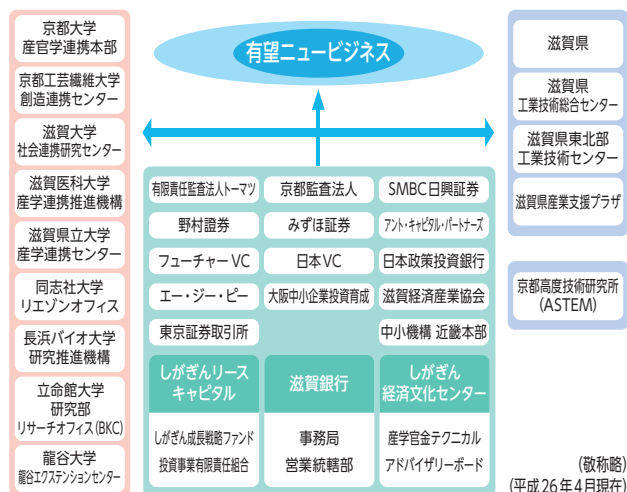 京都大学
産官学連携本部
京都工芸繊維大学
創造連携センター
滋賀大学
社会連携研究センター
滋賀医科大学
産学連携推進機構
滋賀県立大学
産学連携センター
同志社大学
リエゾンオフィス
長浜バイオ大学
研究推進機構
立命館大学
研究部
リサーチオフィス(BKC)
龍谷大学
龍谷エクステンションセンター
有望ニュービジネス
有限責任監査法人トーマツ
京都監査法人
SMBC日興証券
野村證券
みずほ証券
アント・キャピタル・パートナーズ
フューチャーVC
日本VC
日本政策投資銀行
エー・ジー・ピー
大阪中小企業投資育成
滋賀経済産業協会
東京証券取引所
中小機構 近畿本部
しがぎんリース
キャピタル
滋賀銀行
しがぎん
経済文化センター
しがぎん成長戦略ファンド
投資事業有限責任組合
事務局
営業統轄部
産学官金テクニカル
アドバイザリーボード
滋賀県
滋賀県
工業技術総合センター
滋賀県東北部
工業技術センター
滋賀県産業支援プラザ
京都高度技術研究所
(ASTEM)
(敬称略)
(平成26年4月現在)